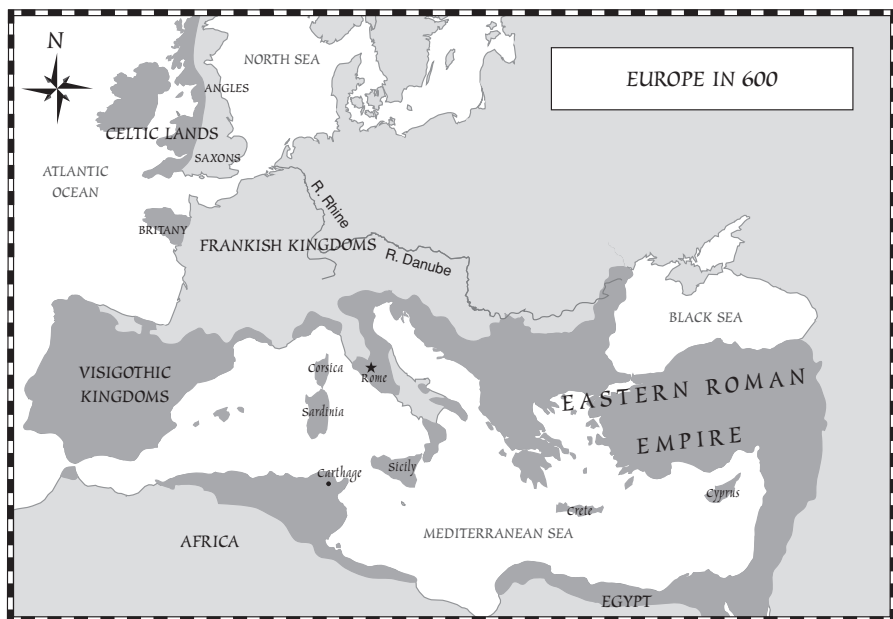 N
NORTH SEA
EUROPE IN 600
ANGLES
CELTIC LANDS
SAXONS
ATLANTIC
OCEAN
R. Rhine
BRITANY
FRANKISH KINGDOMS
R. Danube
BLACK SEA
VISIGOTHIC
KINGDOMS
Corsica
Rome
Sardinia
EASTERN ROMAN
EMPIRE
Carthage
Sicily
Cyprus
Crete
MEDITERRANEAN SEA
AFRICA
EGYPT